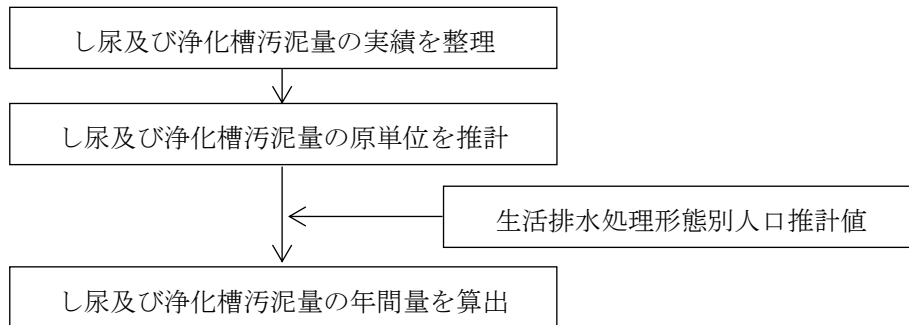 し尿及び浄化槽汚泥量の実績を整理
し尿及び浄化槽汚泥量の原単位を推計
生活排水処理形態別人口推計値
し尿及び浄化槽汚泥量の年間量を算出